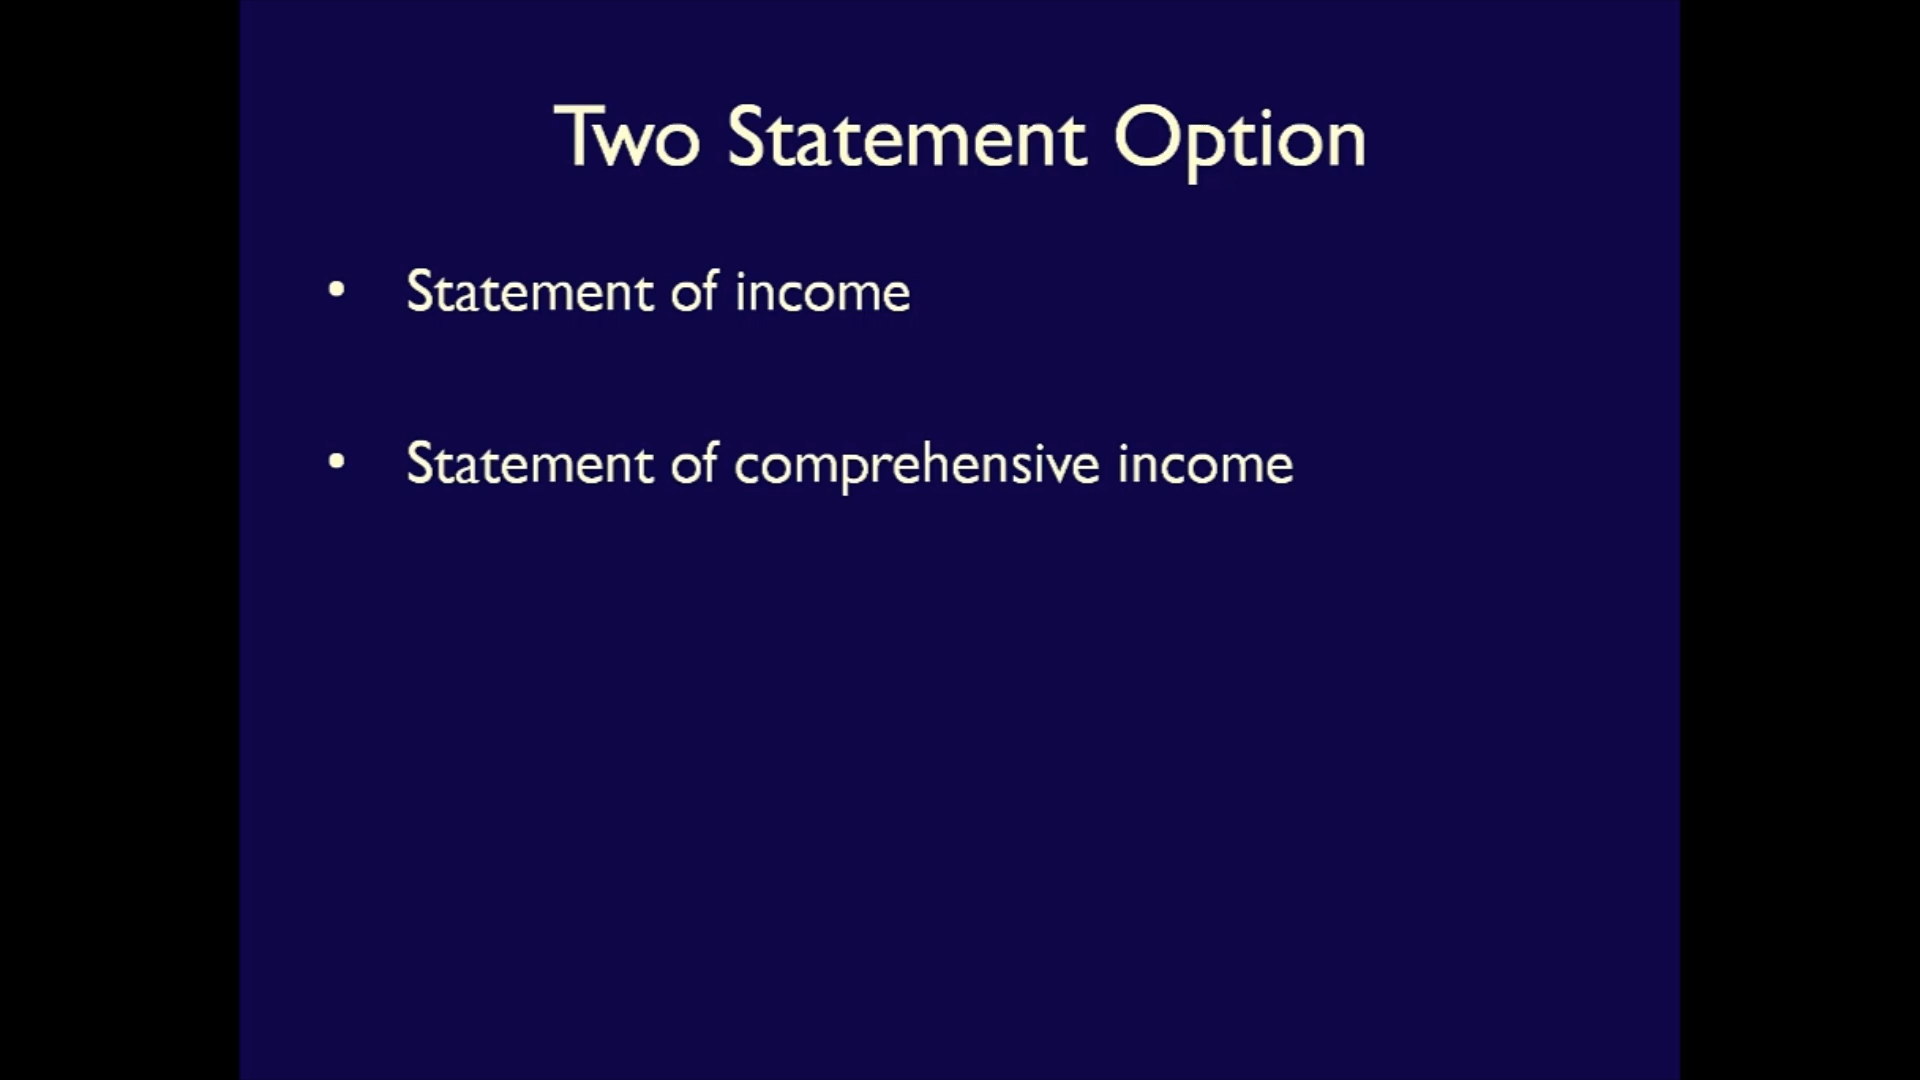 Two Statement Option
• Statement of income
• Statement of comprehensive income